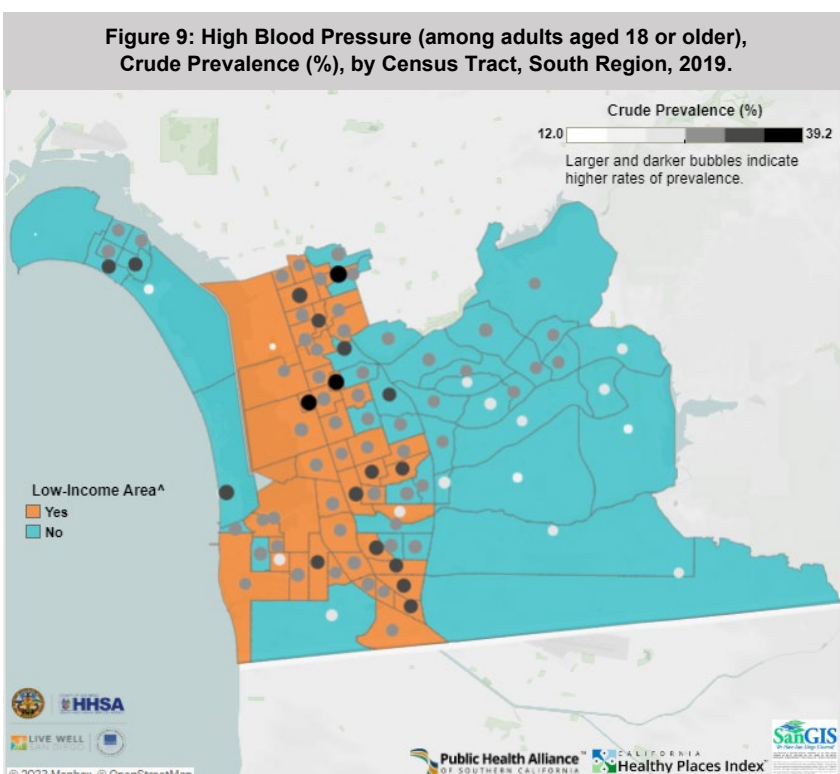 Figure 9: High Blood Pressure (among adults aged 18 or older),
Crude Prevalence (%), by Census Tract, South Region, 2019.
Crude Prevalence (%)
12.0
39.2
Larger and darker bubbles indicate
higher rates of prevalence.
Low-Income Area^
Yes
No
HHSA
LIVE WELL
SAN DIEGO
Public Health Alliance
OF SOUTHERN CALIFORNIA
CALIFORNIA
Healthy Places Index
SanGIS
© 2023 Mapbox © OpenStreetMap